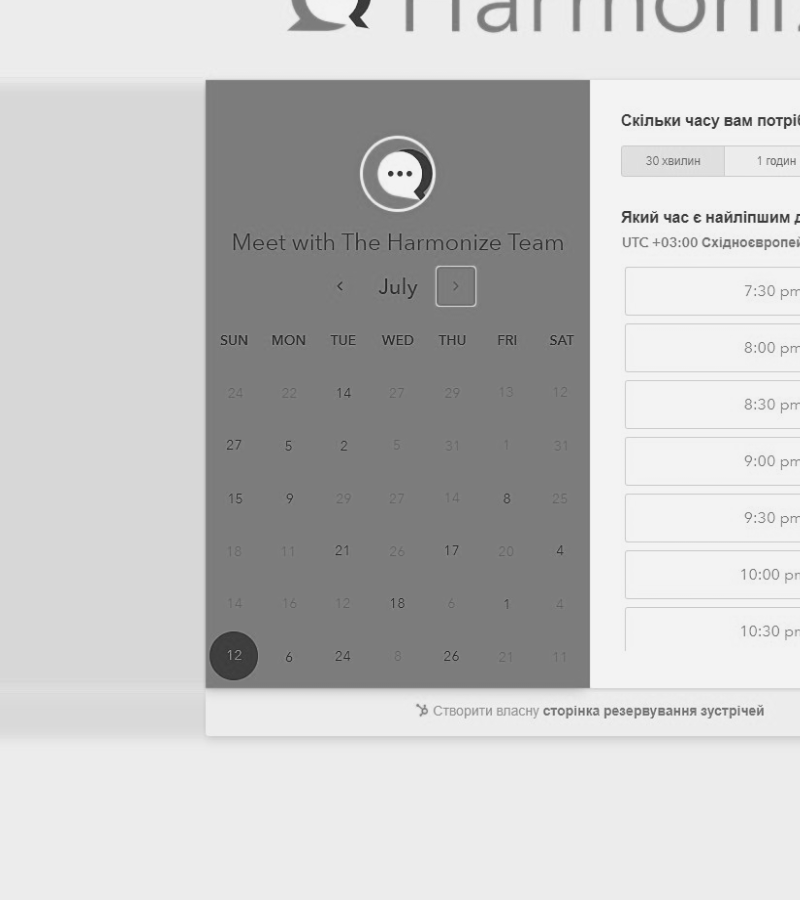 Harmoniz
Meet with The Harmonize Team
‹ July ›
SUN MON TUE WED THU FRI SAT
24 22 14 27 29 13 12
27 5 2 5 31 1 31
15 9 29 27 14 8 25
18 11 21 26 17 20 4
14 16 12 18 6 1 4
12 6 24 8 26 21 11
Скільки часу вам потріб
30 хвилин 1 годин
Який час є найліпшим д
UTC +03:00 Східноєвропей
7:30 pm
8:00 pm
8:30 pm
9:00 pm
9:30 pm
10:00 pm
10:30 pm
Створити власну сторінка резервування зустрічей